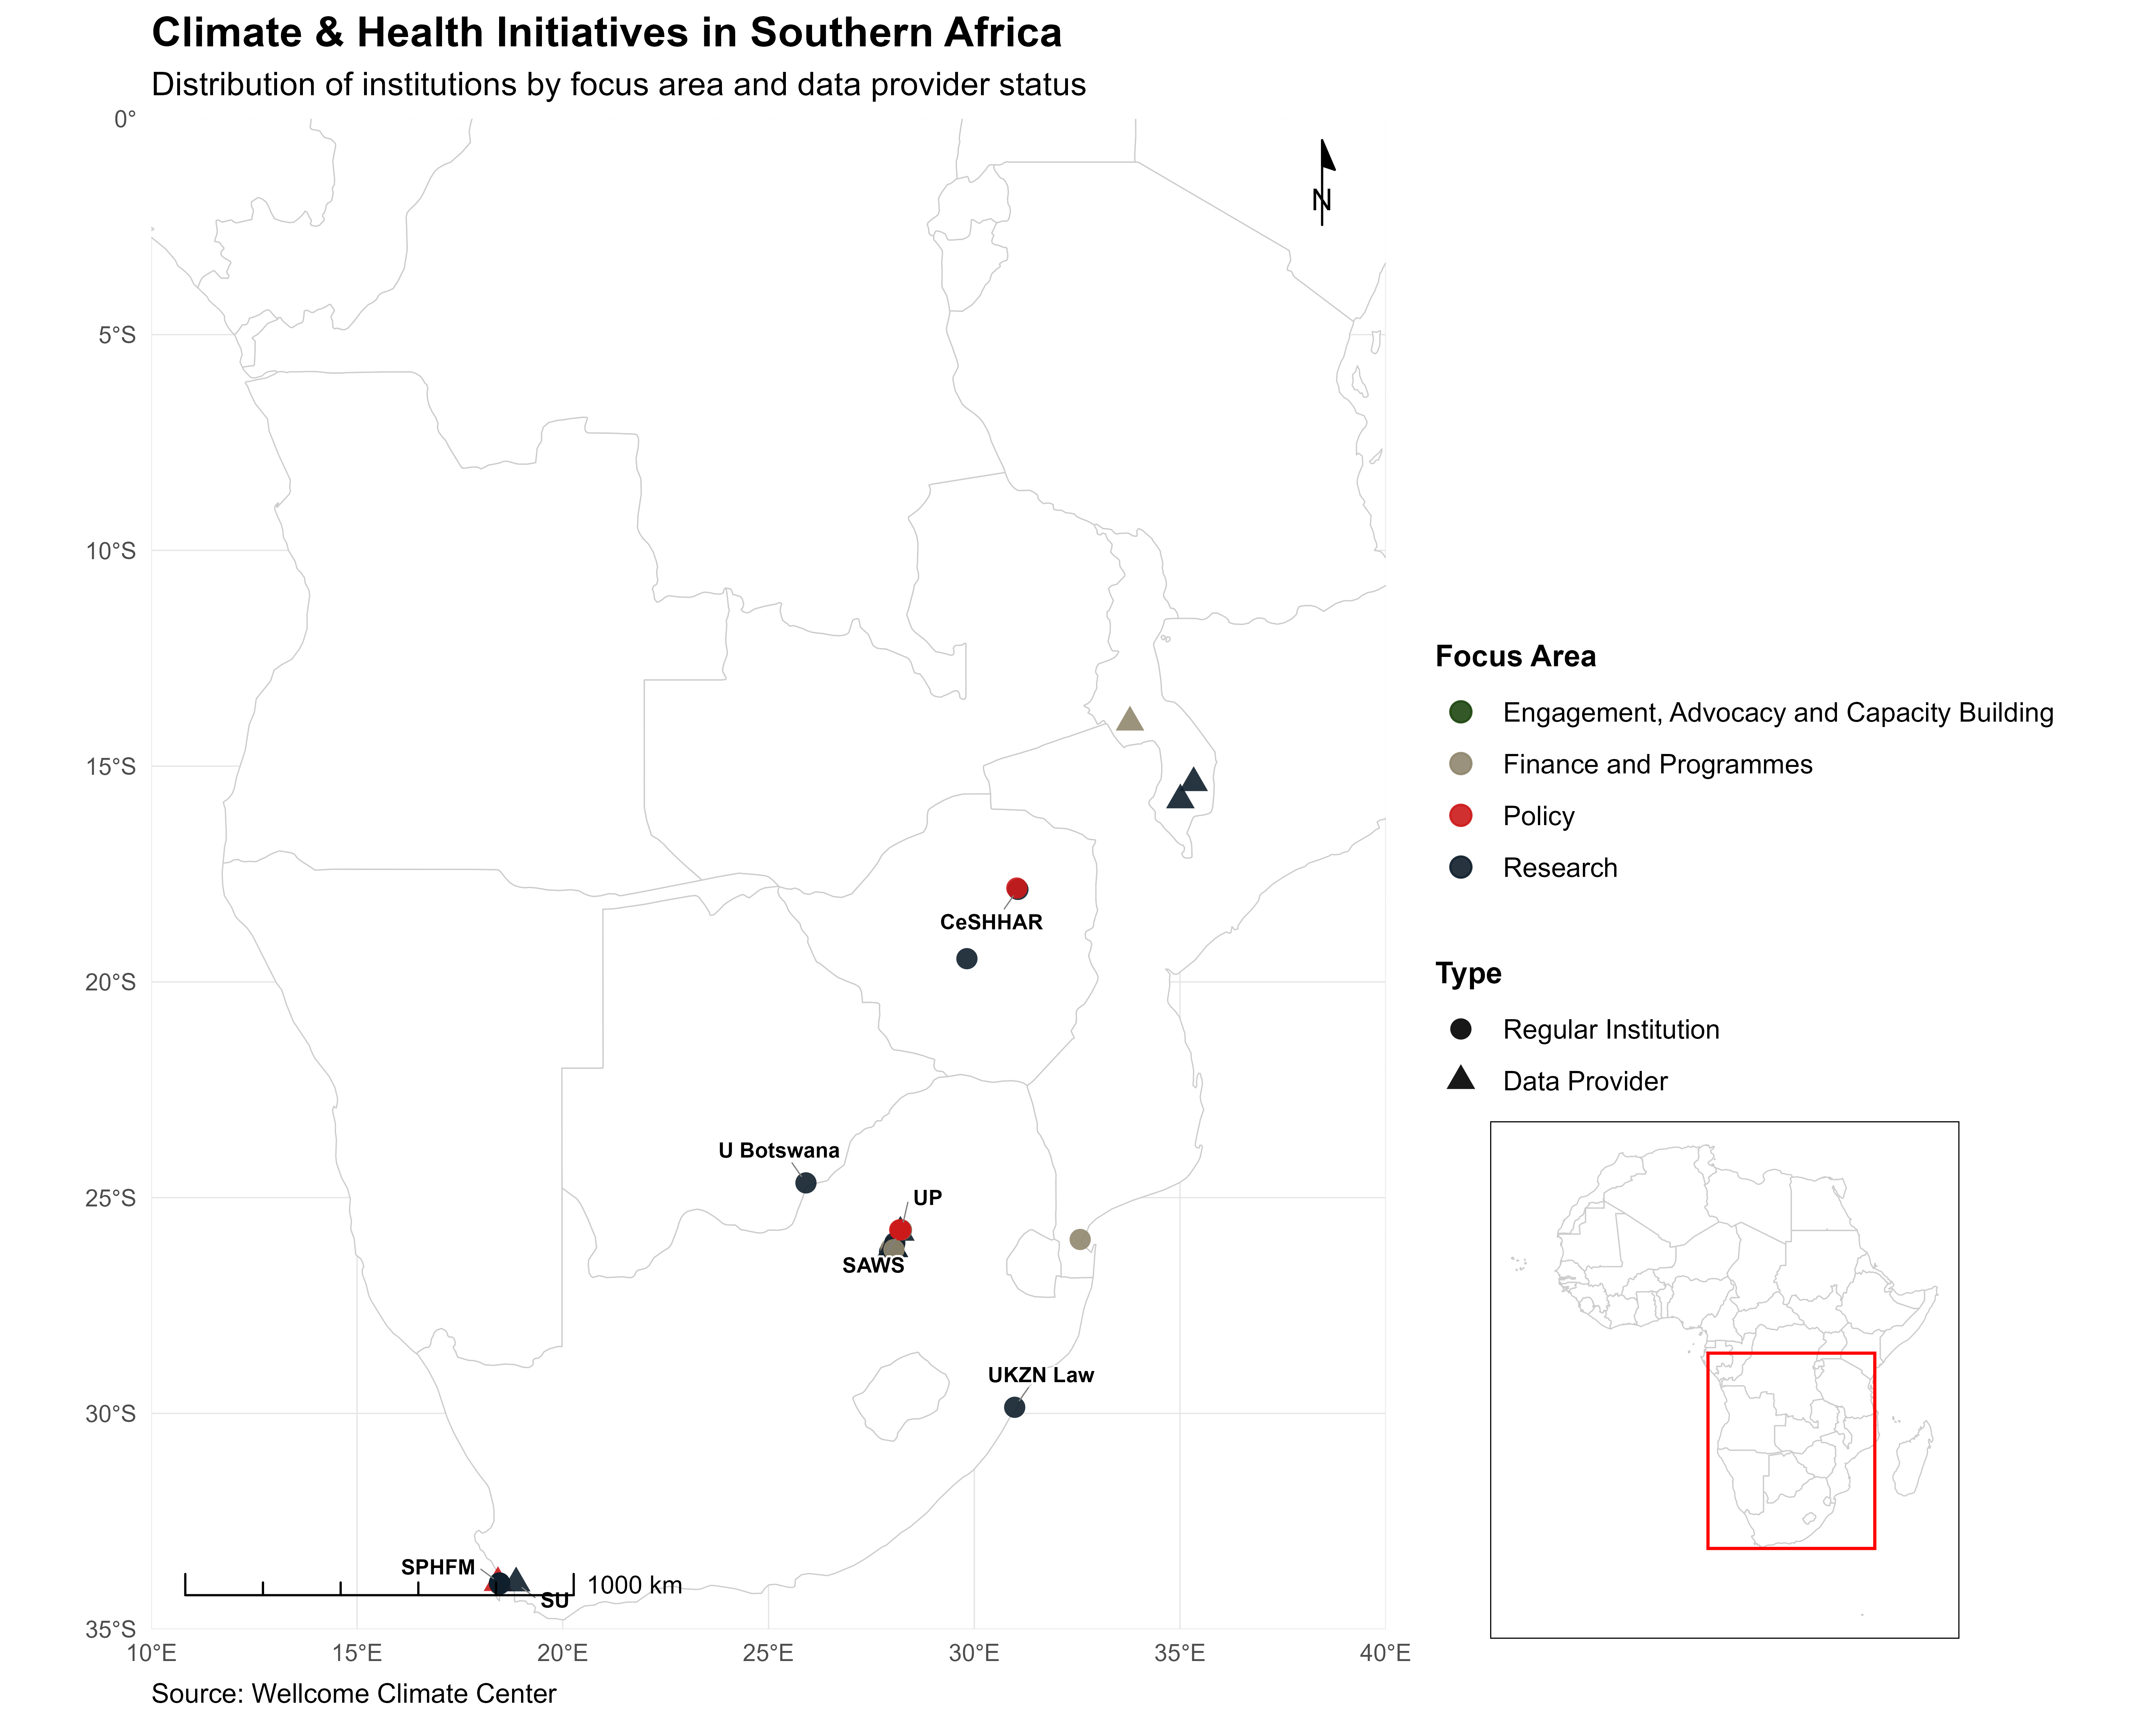 Climate & Health Initiatives in Southern Africa
Distribution of institutions by focus area and data provider status
0°
5°S
10°S
15°S
20°S
25°S
30°S
35°S
10°E
15°E
20°E
25°E
30°E
35°E
40°E
N
CeSHHAR
U Botswana
UP
SAWS
UKZN Law
SPHFM
SU
1000 km
Focus Area
Engagement, Advocacy and Capacity Building
Finance and Programmes
Policy
Research
Type
Regular Institution
Data Provider
Source: Wellcome Climate Center